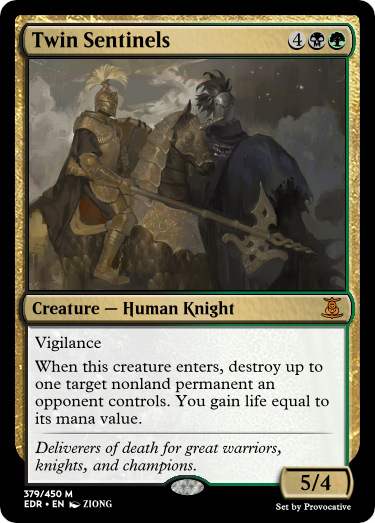 Twin Sentinels 4
Creature — Human Knight
Vigilance
When this creature enters, destroy up to
one target nonland permanent an
opponent controls. You gain life equal to
its mana value.
Deliverers of death for great warriors,
knights, and champions.
5/4
379/450 M
EDR • EN ZIONG
Set by Provocative